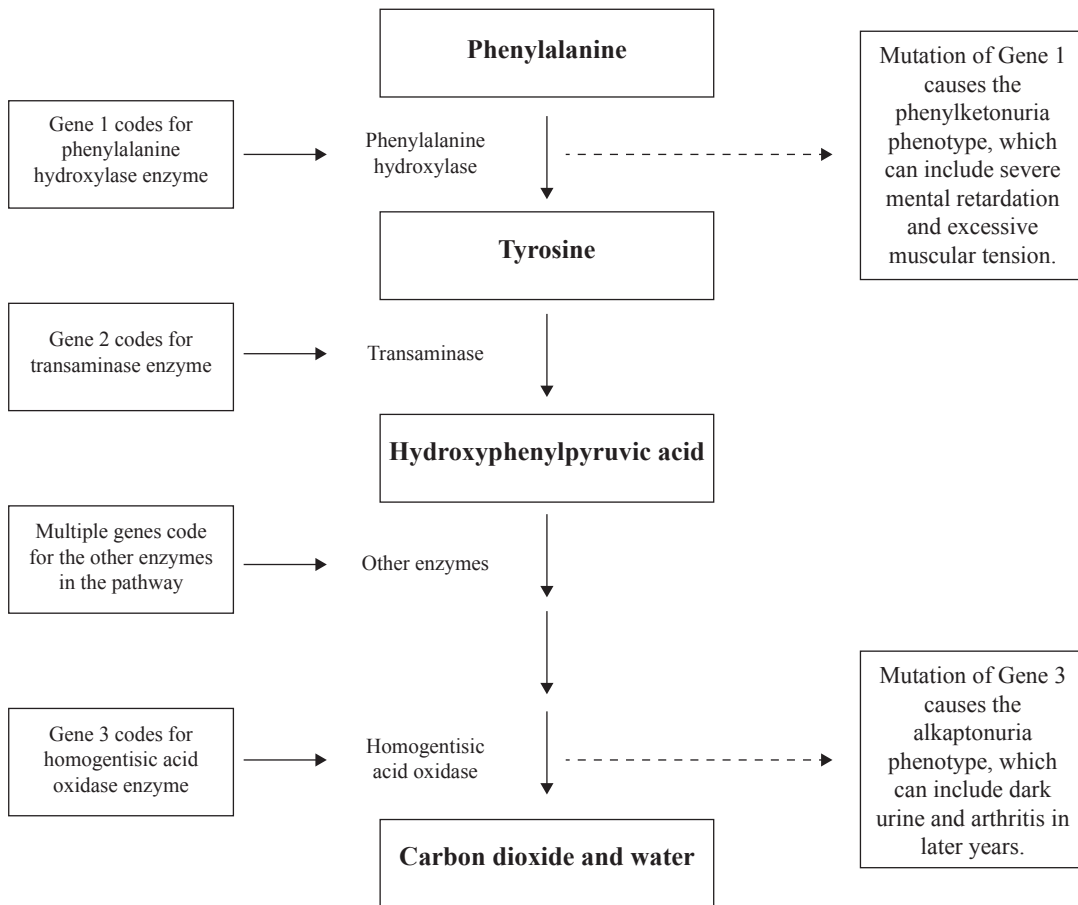 Phenylalanine
Mutation of Gene 1
causes the
phenylketonuria
phenotype, which
can include severe
mental retardation
and excessive
muscular tension.
Gene 1 codes for
phenylalanine
hydroxylase enzyme
Phenylalanine
hydroxylase
Tyrosine
Gene 2 codes for
transaminase enzyme
Transaminase
Hydroxyphenylpyruvic acid
Multiple genes code
for the other enzymes
in the pathway
Other enzymes
Gene 3 codes for
homogentisic acid
oxidase enzyme
Homogentisic
acid oxidase
Mutation of Gene 3
causes the
alkaptonuria
phenotype, which
can include dark
urine and arthritis in
later years.
Carbon dioxide and water